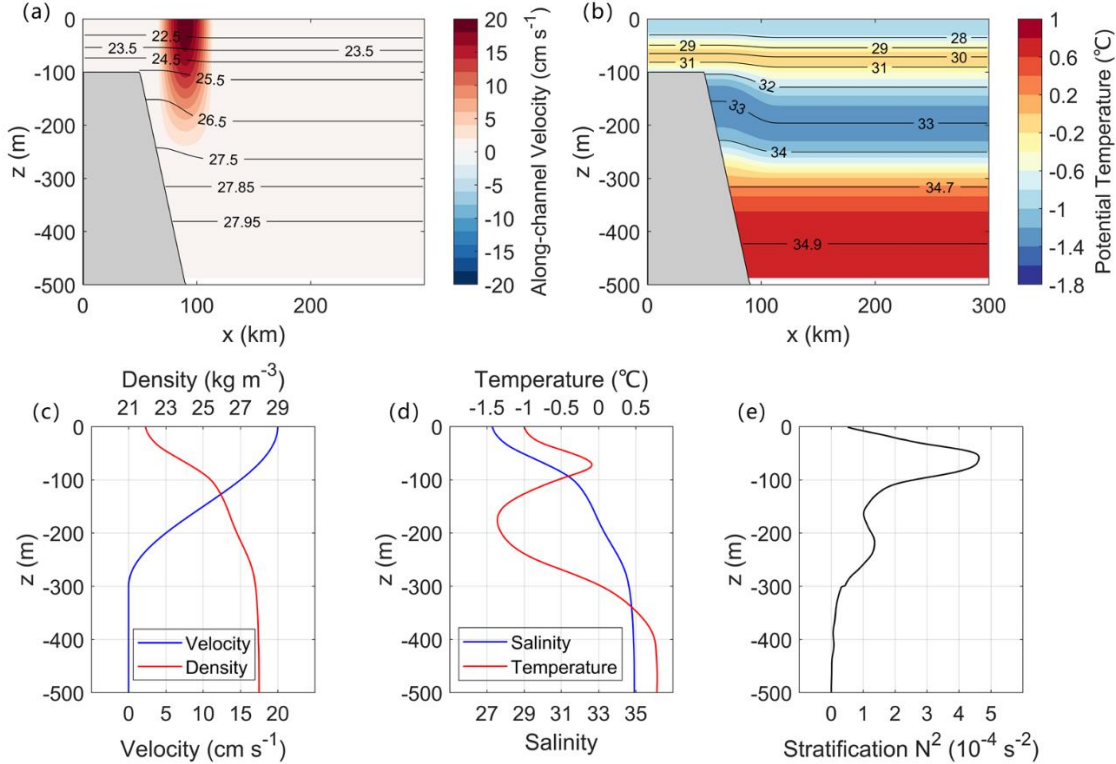 (a)
0
-100
-200
-300
-400
-500
z (m)
0
100
200
x (km)
22.5
23.5
23.5
24.5
25.5
26.5
27.5
27.85
27.95
20
15
10
5
0
-5
-10
-15
-20
Along-channel Velocity (cm s-1)
(b)
0
-100
-200
-300
-400
-500
z (m)
0
100
200
300
x (km)
28
29
29
30
31
31
32
33
33
34
34.7
34.9
1
0.6
0.2
-0.2
-0.6
-1
-1.4
-1.8
Potential Temperature (℃)
Density (kg m-3)
(c)
21 23 25 27 29
0
-100
-200
-300
-400
-500
z (m)
Velocity
Density
0 5 10 15 20
Velocity (cm s-1)
Temperature (℃)
(d)
-1.5 -1 -0.5 0 0.5
0
-100
-200
-300
-400
-500
z (m)
Salinity
Temperature
27 29 31 33 35
Salinity
(e)
0
-100
-200
-300
-400
-500
z (m)
0 1 2 3 4 5
Stratification N2 (10-4 s-2)